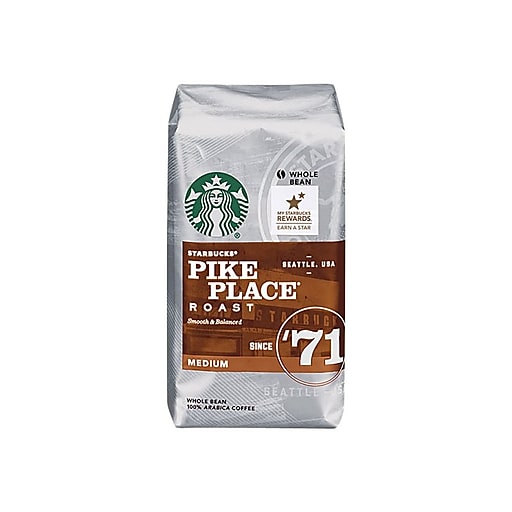 WHOLE
BEAN
MY STARBUCKS
REWARDS
EARN A STAR
STARBUCKS®
SEATTLE, USA
PIKE
PLACE®
ROAST
Smooth & Balanced
SINCE '71
MEDIUM
WHOLE BEAN
100% ARABICA COFFEE